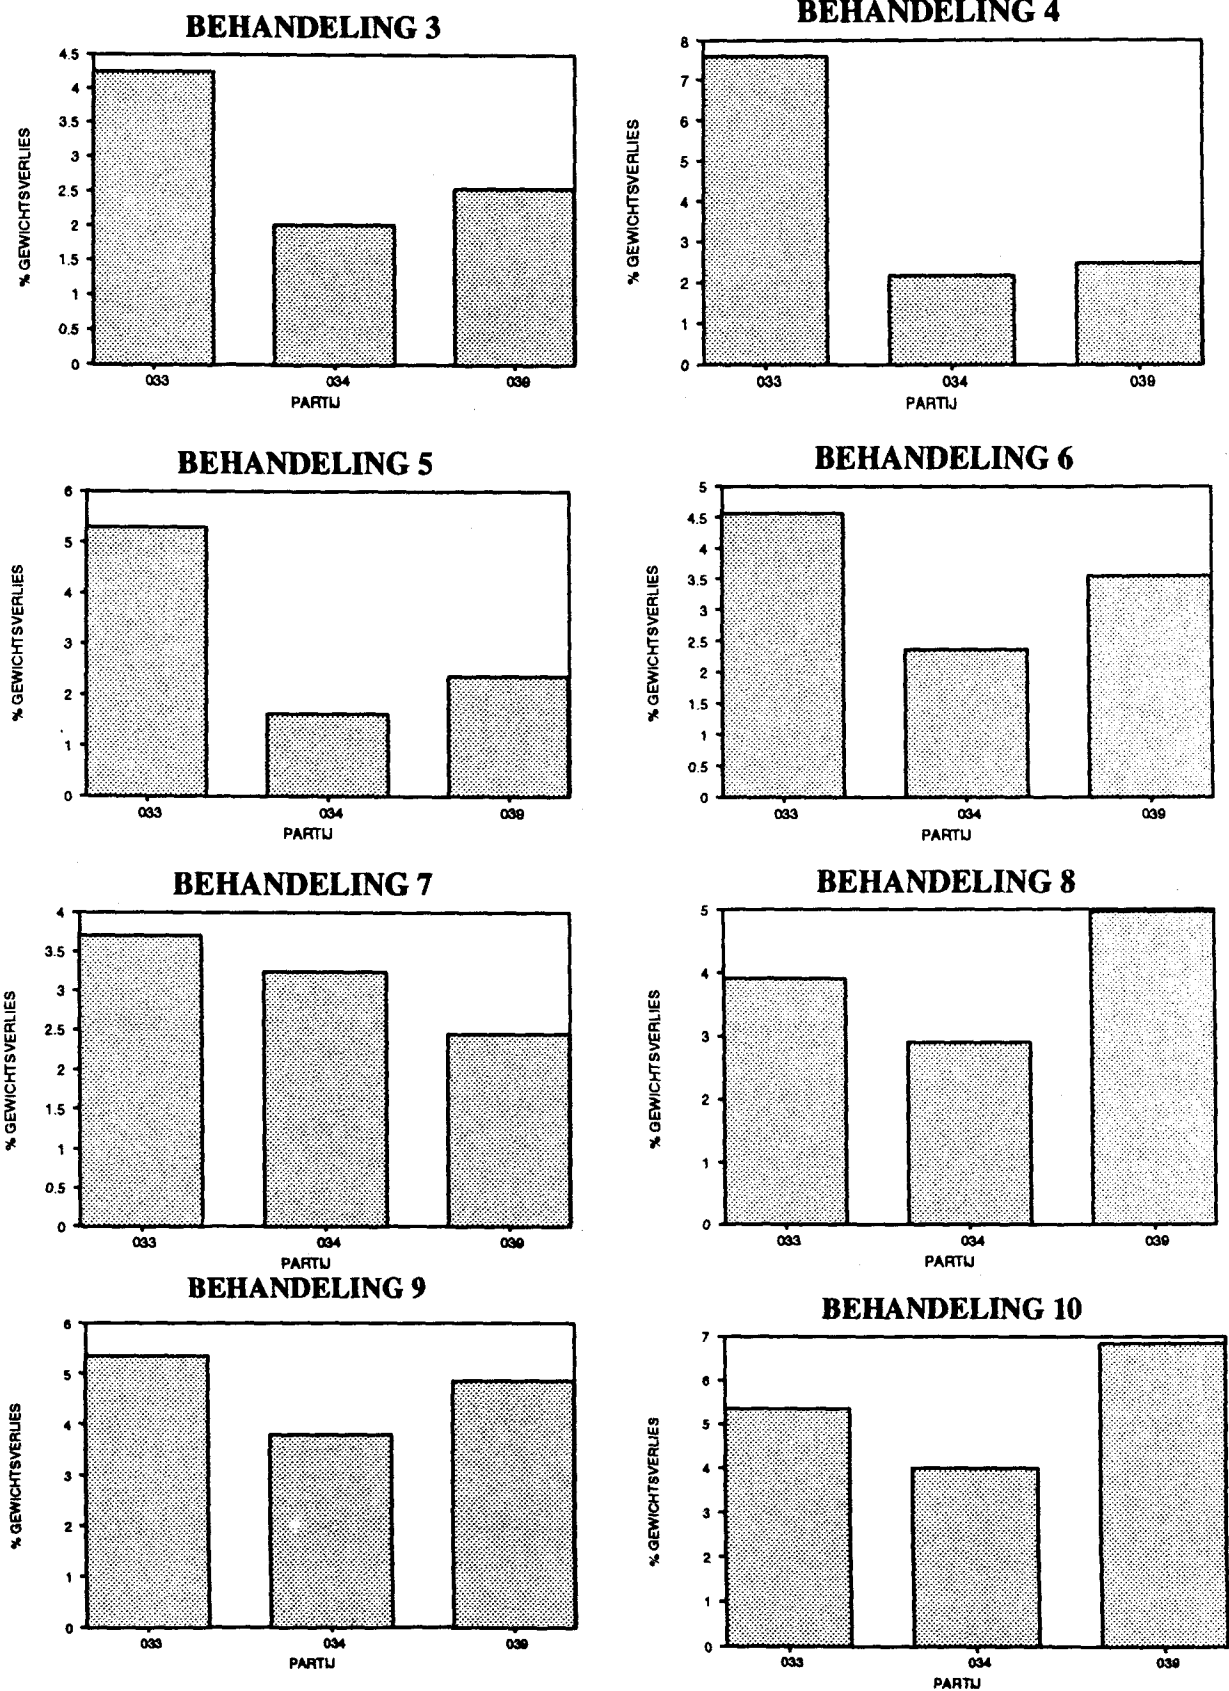 BEHANDELING 3
% GEWICHTSVERLIES
4.5
4
3.5
3
2.5
2
1.5
1
0.5
0
033 034 039
PARTIJ
BEHANDELING 4
% GEWICHTSVERLIES
8
7
6
5
4
3
2
1
0
033 034 039
PARTIJ
BEHANDELING 5
% GEWICHTSVERLIES
6
5
4
3
2
1
0
033 034 039
PARTIJ
BEHANDELING 6
% GEWICHTSVERLIES
5
4.5
4
3.5
3
2.5
2
1.5
1
0.5
0
033 034 039
PARTIJ
BEHANDELING 7
% GEWICHTSVERLIES
4
3.5
3
2.5
2
1.5
1
0.5
0
033 034 039
PARTIJ
BEHANDELING 8
% GEWICHTSVERLIES
5
4
3
2
1
0
033 034 039
PARTIJ
BEHANDELING 9
% GEWICHTSVERLIES
6
5
4
3
2
1
0
033 034 039
PARTIJ
BEHANDELING 10
% GEWICHTSVERLIES
7
6
5
4
3
2
1
0
033 034 039
PARTIJ